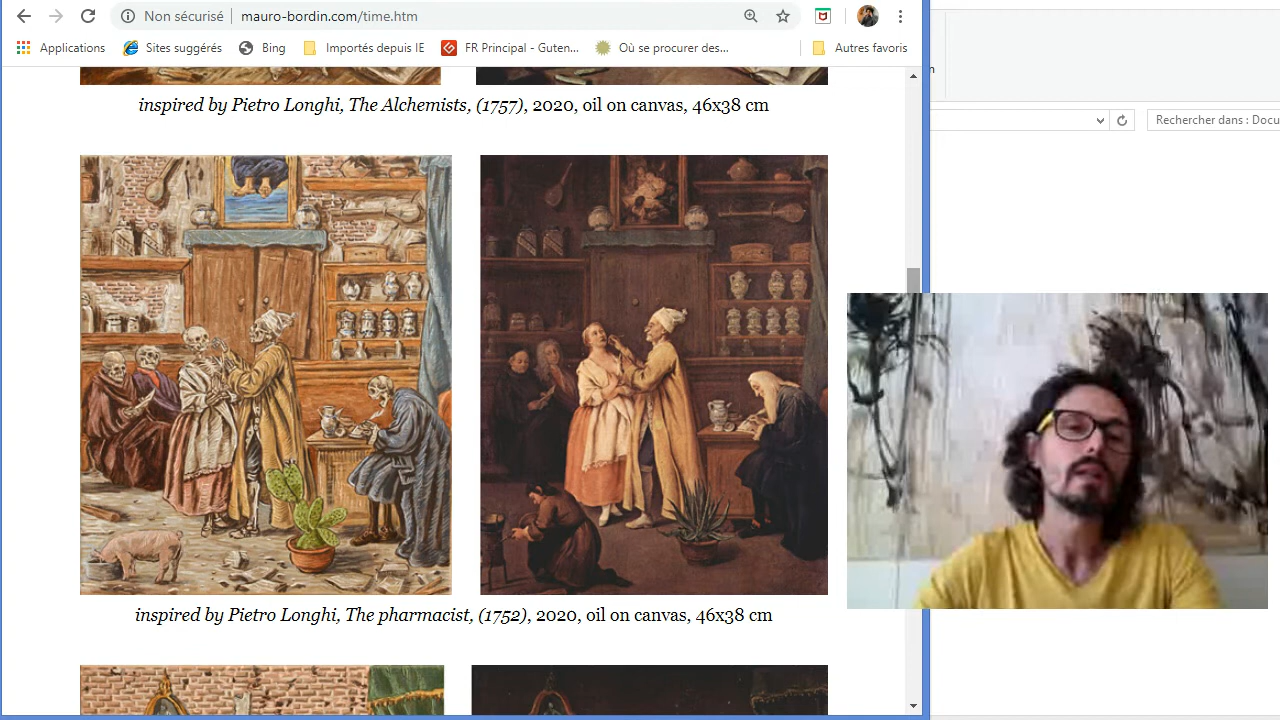 Non sécurisé | mauro-bordin.com/time.htm
Applications Sites suggérés Bing Importés depuis IE FR Principal - Guten... Où se procurer des... Autres favoris
n
Rechercher dans : Docu
inspired by Pietro Longhi, The Alchemists, (1757), 2020, oil on canvas, 46x38 cm
inspired by Pietro Longhi, The pharmacist, (1752), 2020, oil on canvas, 46x38 cm